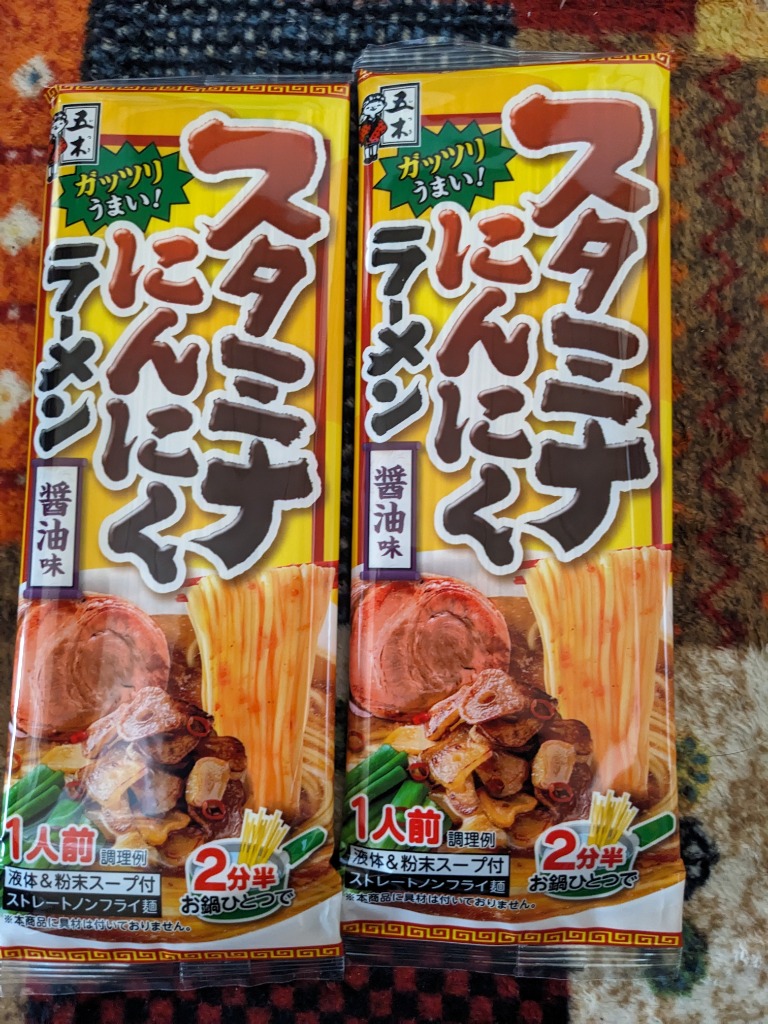 五木
ガッツリ
うまい!
スタミナ
にんにく
ラーメン
醤油味
1人前 調理例
液体&粉末スープ付
ストレートノンフライ麺
※本商品に具材は付いておりません。
2分半
お鍋ひとつで
五木
ガッツリ
うまい!
スタミナ
にんにく
ラーメン
醤油味
1人前 調理例
液体&粉末スープ付
ストレートノンフライ麺
※本商品に具材は付いておりません。
2分半
お鍋ひとつで